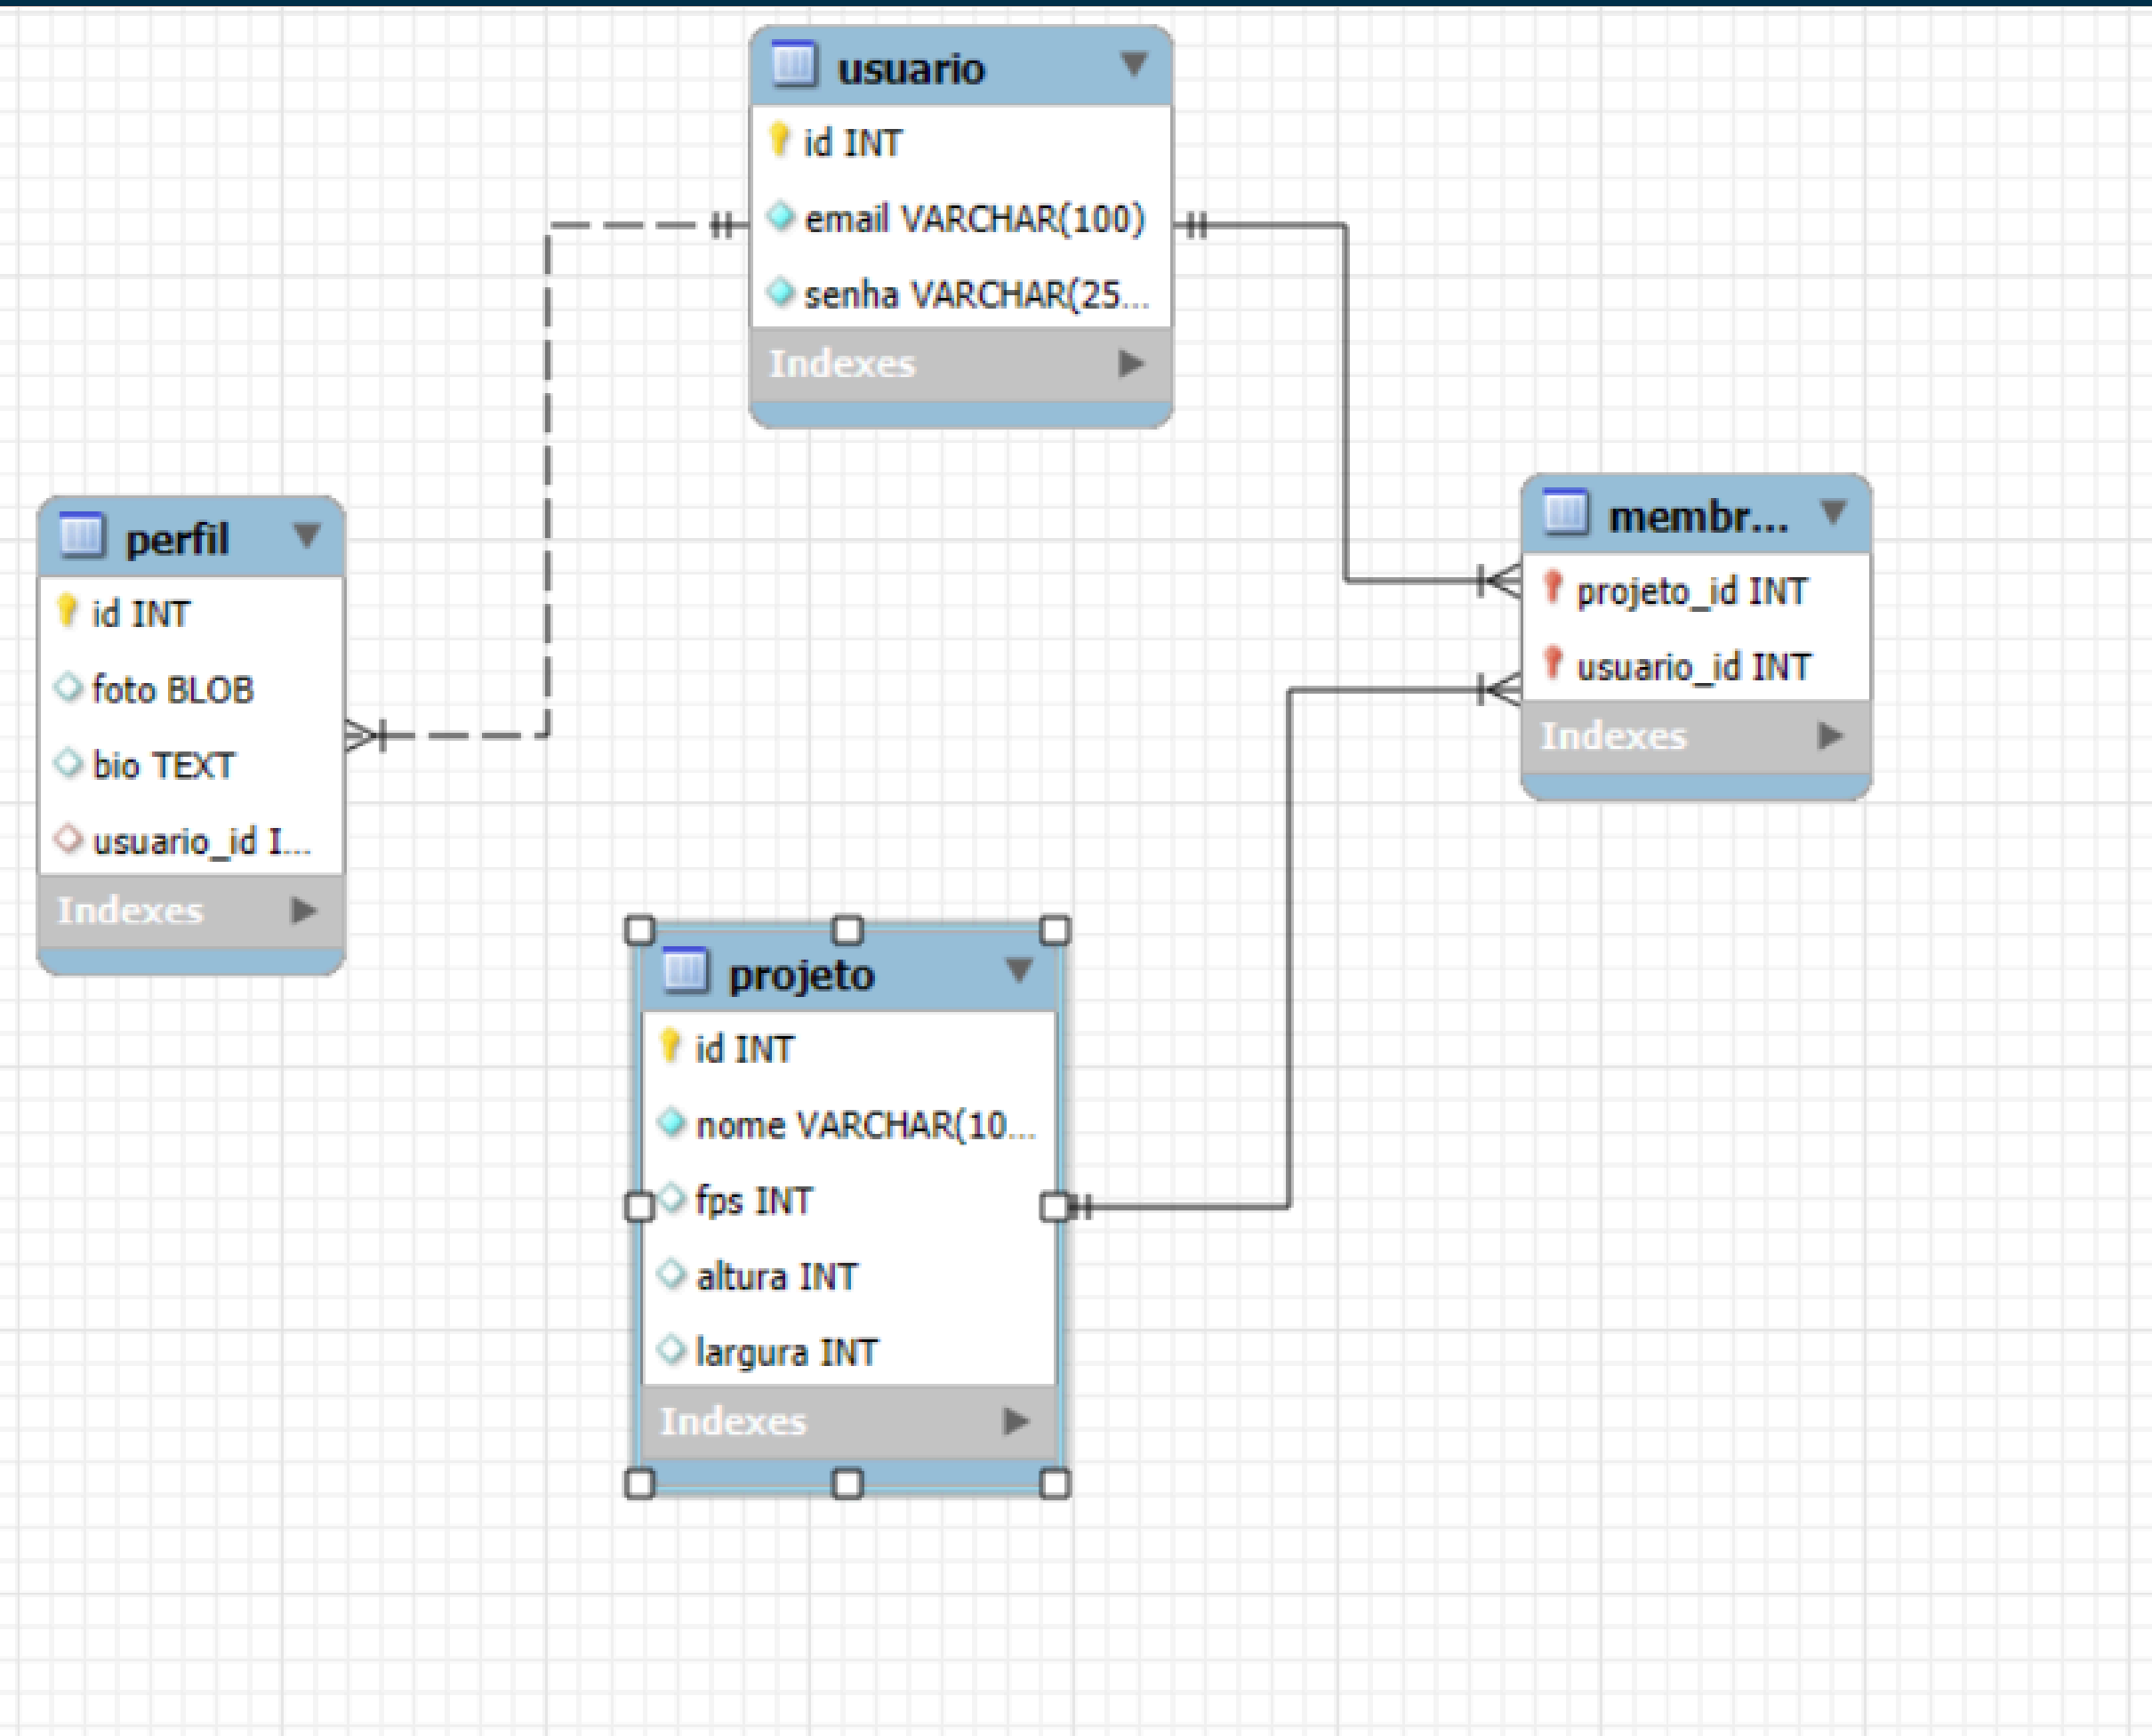 usuario
id INT
email VARCHAR(100)
senha VARCHAR(25...
Indexes
perfil
id INT
foto BLOB
bio TEXT
usuario_id I...
Indexes
membr...
projeto_id INT
usuario_id INT
Indexes
projeto
id INT
nome VARCHAR(10...
fps INT
altura INT
largura INT
Indexes